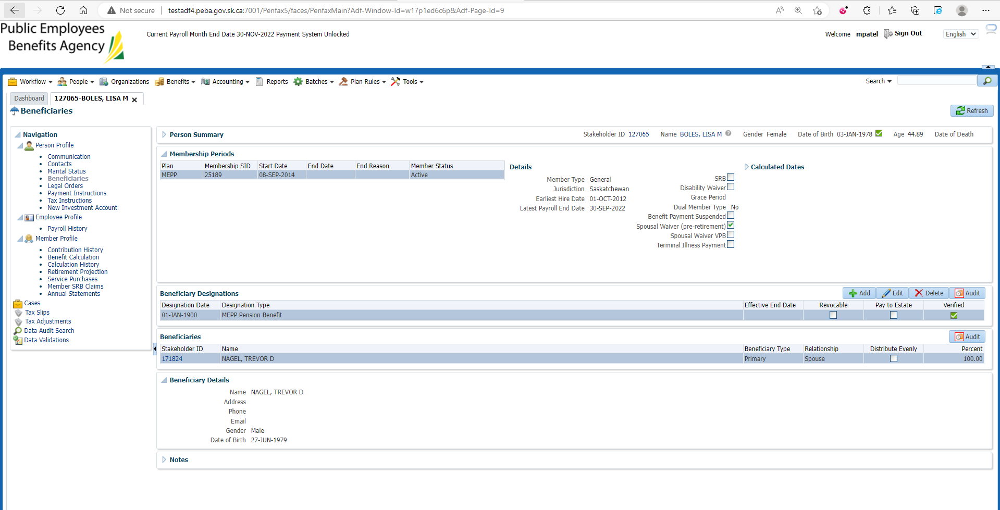 Not secure testadf4.peba.gov.sk.ca:7001/Penfax5/faces/PenfaxMain?Adf-Window-Id=w17p1ed6c6p&Adf-Page-Id=9
Public Employees
Benefits Agency
Current Payroll Month End Date 30-NOV-2022 Payment System Unlocked
Welcome mpatel Sign Out English
Workflow People Organizations Benefits Accounting Reports Batches Plan Rules Tools Search
Dashboard 127065-BOLES, LISA M
Beneficiaries
Refresh
Navigation
Person Profile
Communication
Contacts
Marital Status
Beneficiaries
Legal Orders
Payment Instructions
Tax Instructions
New Investment Account
Employee Profile
Payroll History
Member Profile
Contribution History
Benefit Calculation
Calculation History
Retirement Projection
Service Purchases
Member SRB Claims
Annual Statements
Cases
Tax Slips
Tax Adjustments
Data Audit Search
Data Validations
Person Summary Stakeholder ID 127065 Name BOLES, LISA M Gender Female Date of Birth 03-JAN-1978 Age 44.89 Date of Death
Membership Periods
Plan Membership SID Start Date End Date End Reason Member Status
MEPP 25189 08-SEP-2014 Active
Details
Member Type General
Jurisdiction Saskatchewan
Earliest Hire Date 01-OCT-2012
Latest Payroll End Date 30-SEP-2022
SRB
Disability Waiver
Grace Period
Dual Member Type No
Benefit Payment Suspended
Spousal Waiver (pre-retirement)
Spousal Waiver VPB
Terminal Illness Payment
Calculated Dates
Beneficiary Designations
Add Edit Delete Audit
Designation Date Designation Type Effective End Date Revocable Pay to Estate Verified
01-JAN-1900 MEPP Pension Benefit
Beneficiaries
Audit
Stakeholder ID Name Beneficiary Type Relationship Distribute Evenly Percent
171824 NAGEL, TREVOR D Primary Spouse 100.00
Beneficiary Details
Name NAGEL, TREVOR D
Address
Phone
Email
Gender Male
Date of Birth 27-JUN-1979
Notes